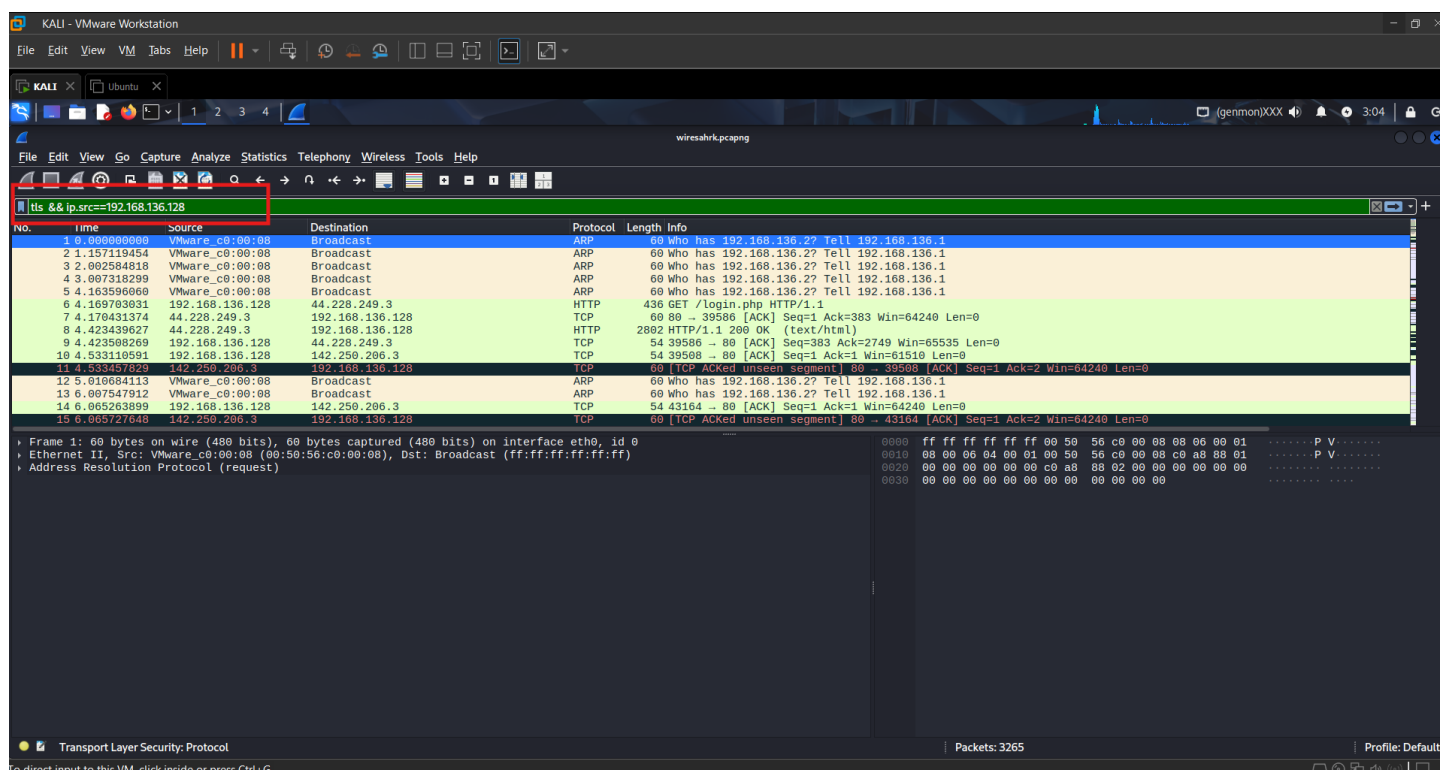 KALI - VMware Workstation
File Edit View VM Tabs Help
KALI Ubuntu
1 2 3 4 (genmon)XXX 3:04
wiresahrk.pcapng
File Edit View Go Capture Analyze Statistics Telephony Wireless Tools Help
tls && ip.src==192.168.136.128
No. Time Source Destination Protocol Length Info
1 0.000000000 VMware_c0:00:08 Broadcast ARP 60 Who has 192.168.136.2? Tell 192.168.136.1
2 1.157119454 VMware_c0:00:08 Broadcast ARP 60 Who has 192.168.136.2? Tell 192.168.136.1
3 2.002584818 VMware_c0:00:08 Broadcast ARP 60 Who has 192.168.136.2? Tell 192.168.136.1
4 3.007318299 VMware_c0:00:08 Broadcast ARP 60 Who has 192.168.136.2? Tell 192.168.136.1
5 4.163596060 VMware_c0:00:08 Broadcast ARP 60 Who has 192.168.136.2? Tell 192.168.136.1
6 4.169703031 192.168.136.128 44.228.249.3 HTTP 436 GET /login.php HTTP/1.1
7 4.170431374 44.228.249.3 192.168.136.128 TCP 60 80 → 39586 [ACK] Seq=1 Ack=383 Win=64240 Len=0
8 4.423439627 44.228.249.3 192.168.136.128 HTTP 2802 HTTP/1.1 200 OK (text/html)
9 4.423508269 192.168.136.128 44.228.249.3 TCP 54 39586 → 80 [ACK] Seq=383 Ack=2749 Win=65535 Len=0
10 4.533110591 192.168.136.128 142.250.206.3 TCP 54 39508 → 80 [ACK] Seq=1 Ack=1 Win=61510 Len=0
11 4.533457829 142.250.206.3 192.168.136.128 TCP 60 [TCP ACKed unseen segment] 80 → 39508 [ACK] Seq=1 Ack=2 Win=64240 Len=0
12 5.010684113 VMware_c0:00:08 Broadcast ARP 60 Who has 192.168.136.2? Tell 192.168.136.1
13 6.007547912 VMware_c0:00:08 Broadcast ARP 60 Who has 192.168.136.2? Tell 192.168.136.1
14 6.065263899 192.168.136.128 142.250.206.3 TCP 54 43164 → 80 [ACK] Seq=1 Ack=1 Win=64240 Len=0
15 6.065727648 142.250.206.3 192.168.136.128 TCP 60 [TCP ACKed unseen segment] 80 → 43164 [ACK] Seq=1 Ack=2 Win=64240 Len=0
Frame 1: 60 bytes on wire (480 bits), 60 bytes captured (480 bits) on interface eth0, id 0
Ethernet II, Src: VMware_c0:00:08 (00:50:56:c0:00:08), Dst: Broadcast (ff:ff:ff:ff:ff:ff)
Address Resolution Protocol (request)
0000 ff ff ff ff ff ff 00 50 56 c0 00 08 08 06 00 01 ·······P V·······
0010 08 00 06 04 00 01 00 50 56 c0 00 08 c0 a8 88 01 ·······P V·······
0020 00 00 00 00 00 00 c0 a8 88 02 00 00 00 00 00 00 ········ ········
0030 00 00 00 00 00 00 00 00 00 00 00 00 ········ ····
Transport Layer Security: Protocol Packets: 3265 Profile: Default
To direct input to this VM, click inside or press Ctrl+G.